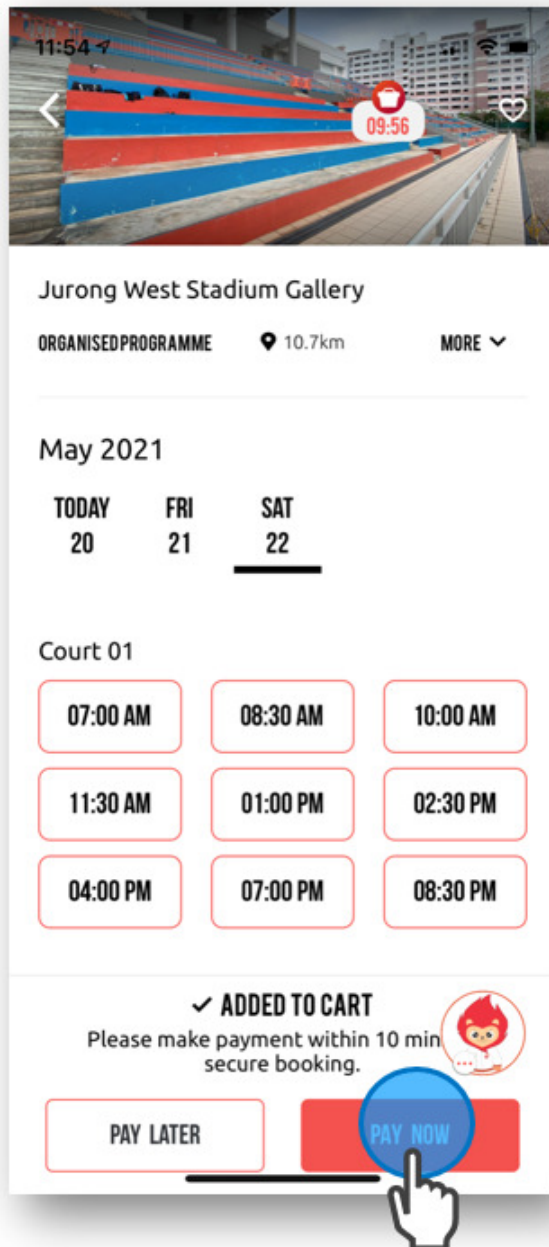 11:54
09:56
Jurong West Stadium Gallery
ORGANISED PROGRAMME 10.7km MORE
May 2021
TODAY FRI SAT
20 21 22
Court 01
07:00 AM 08:30 AM 10:00 AM
11:30 AM 01:00 PM 02:30 PM
04:00 PM 07:00 PM 08:30 PM
ADDED TO CART
Please make payment within 10 min
secure booking.
PAY LATER PAY NOW